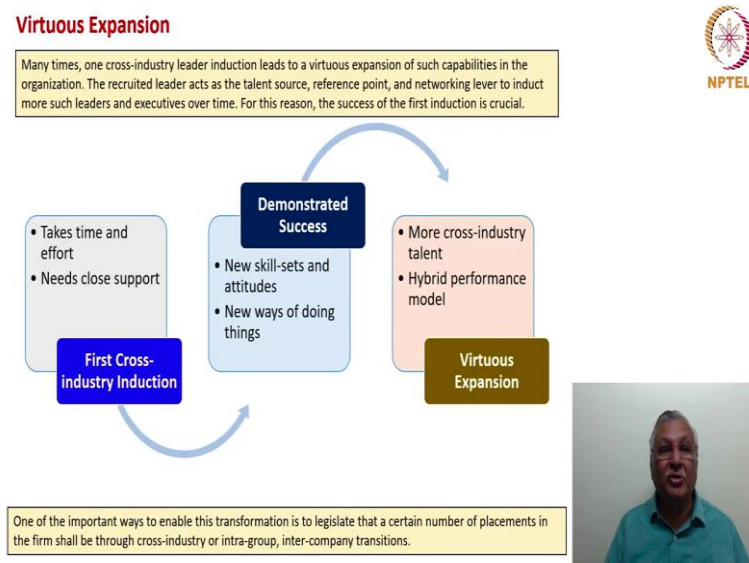 Virtuous Expansion
NPTEL
Many times, one cross-industry leader induction leads to a virtuous expansion of such capabilities in the
organization. The recruited leader acts as the talent source, reference point, and networking lever to induct
more such leaders and executives over time. For this reason, the success of the first induction is crucial.
• Takes time and
effort
• Needs close support
First Cross-
industry Induction
Demonstrated
Success
• New skill-sets and
attitudes
• New ways of doing
things
• More cross-industry
talent
• Hybrid performance
model
Virtuous
Expansion
One of the important ways to enable this transformation is to legislate that a certain number of placements in
the firm shall be through cross-industry or intra-group, inter-company transitions.